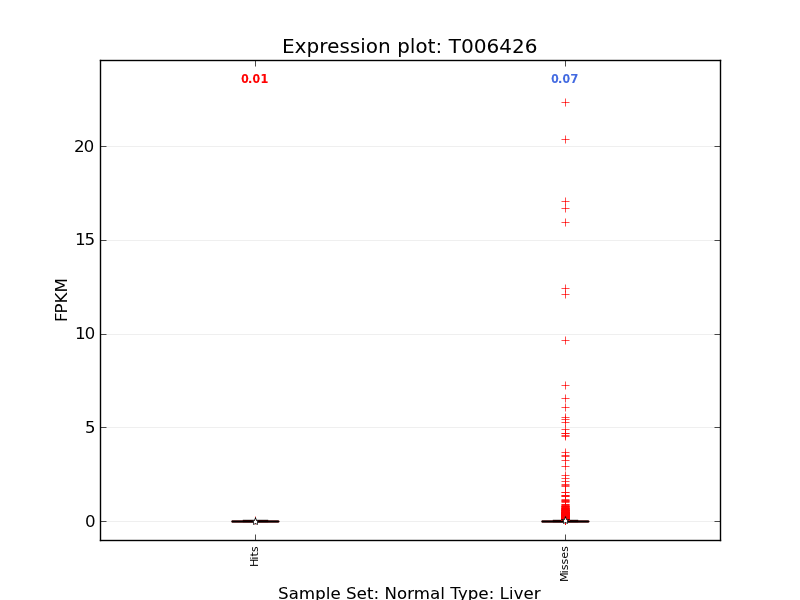 Expression plot: T006426
0.01
0.07
20
15
10
5
0
FPKM
Hits
Misses
Sample Set: Normal Type: Liver